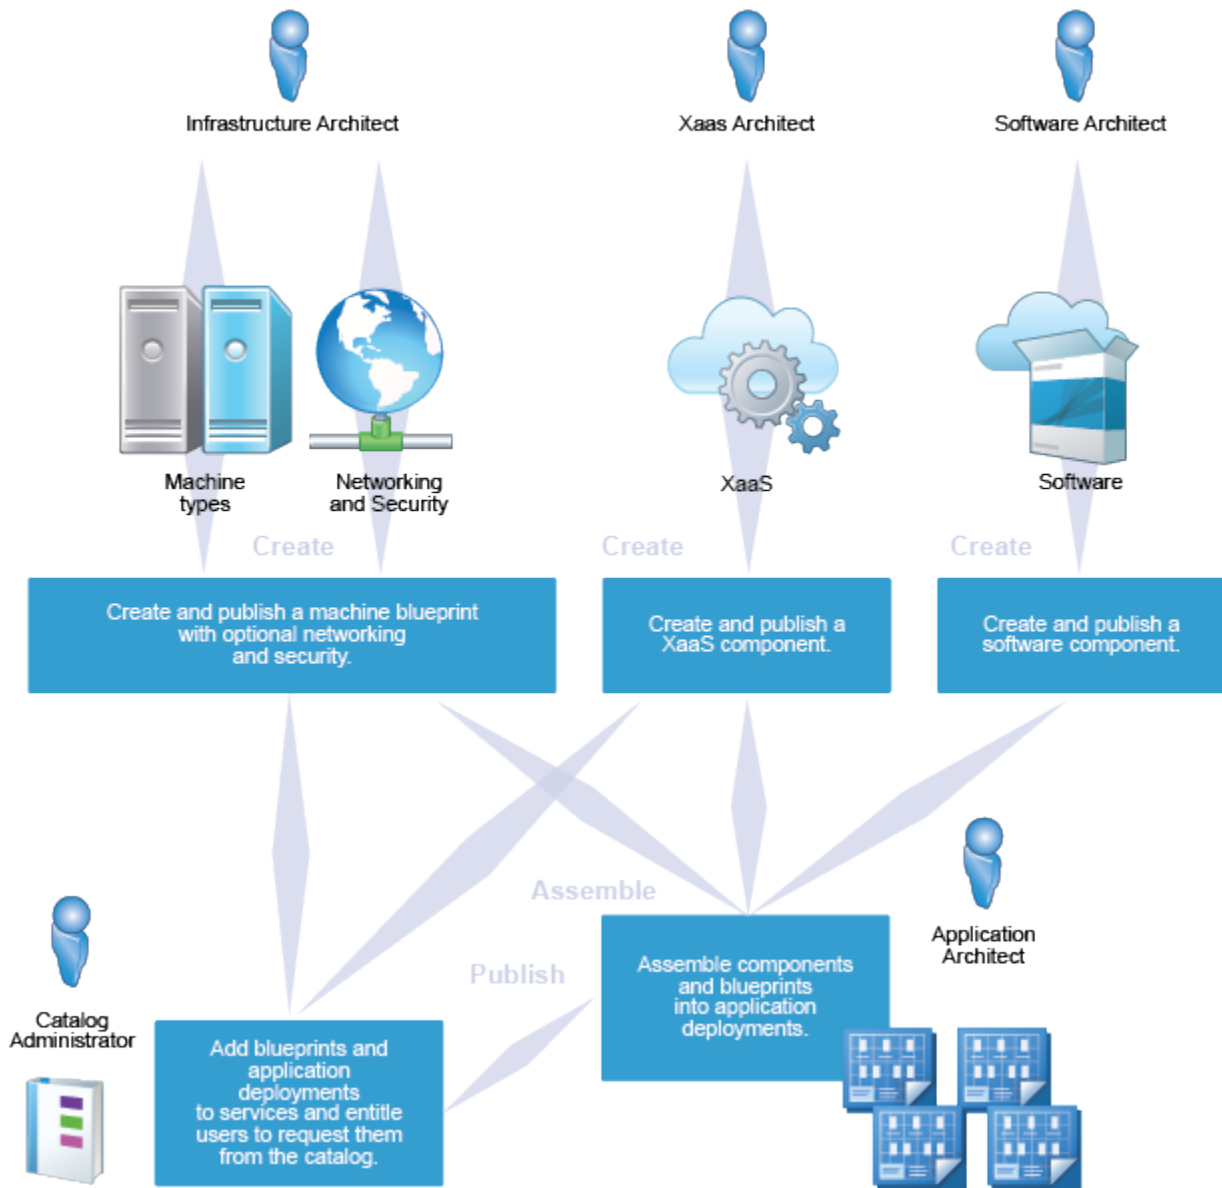 Infrastructure Architect
Xaas Architect
Software Architect
Machine
types
Networking
and Security
XaaS
Software
Create
Create
Create
Create and publish a machine blueprint
with optional networking
and security.
Create and publish a
XaaS component.
Create and publish a
software component.
Assemble
Application
Architect
Publish
Assemble components
and blueprints
into application
deployments.
Catalog
Administrator
Add blueprints and
application
deployments
to services and entitle
users to request them
from the catalog.